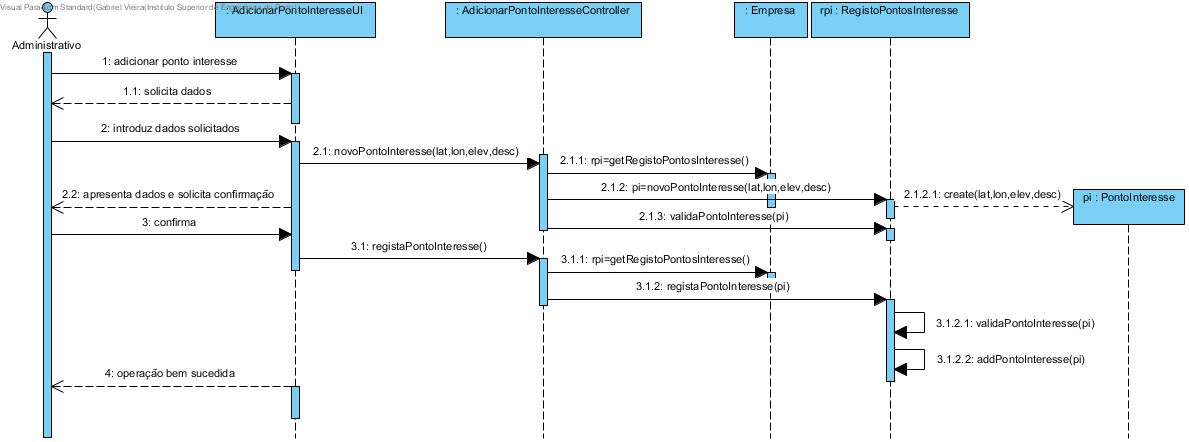 Visual Para
m Standard(Gabriel Vieira(Instituto Superior d
: AdicionarPontoInteresseUI
: AdicionarPontoInteresseController
: Empresa
rpi : RegistoPontosInteresse
Administrativo
1: adicionar ponto interesse
1.1: solicita dados
2: introduz dados solicitados
2.1: novoPontoInteresse(lat,lon,elev,desc)
2.1.1: rpi=getRegistoPontosInteresse()
2.1.2: pi=novoPontoInteresse(lat,lon,elev,desc)
2.1.2.1: create(lat,lon,elev,desc)
pi : PontoInteresse
2.2: apresenta dados e solicita confirmação
2.1.3: validaPontoInteresse(pi)
3: confirma
3.1: registaPontoInteresse()
3.1.1: rpi=getRegistoPontosInteresse()
3.1.2: registaPontoInteresse(pi)
3.1.2.1: validaPontoInteresse(pi)
3.1.2.2: addPontoInteresse(pi)
4: operação bem sucedida